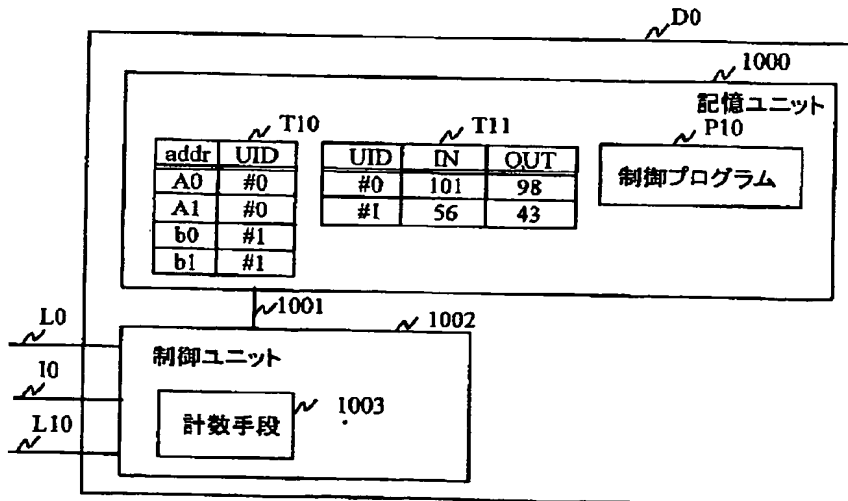 D0
1000
記憶ユニット
T10
T11
P10
addr UID
A0 #0
A1 #0
b0 #1
b1 #1
UID IN OUT
#0 101 98
#1 56 43
制御プログラム
1001
L0
1002
制御ユニット
I0
計数手段
1003
L10